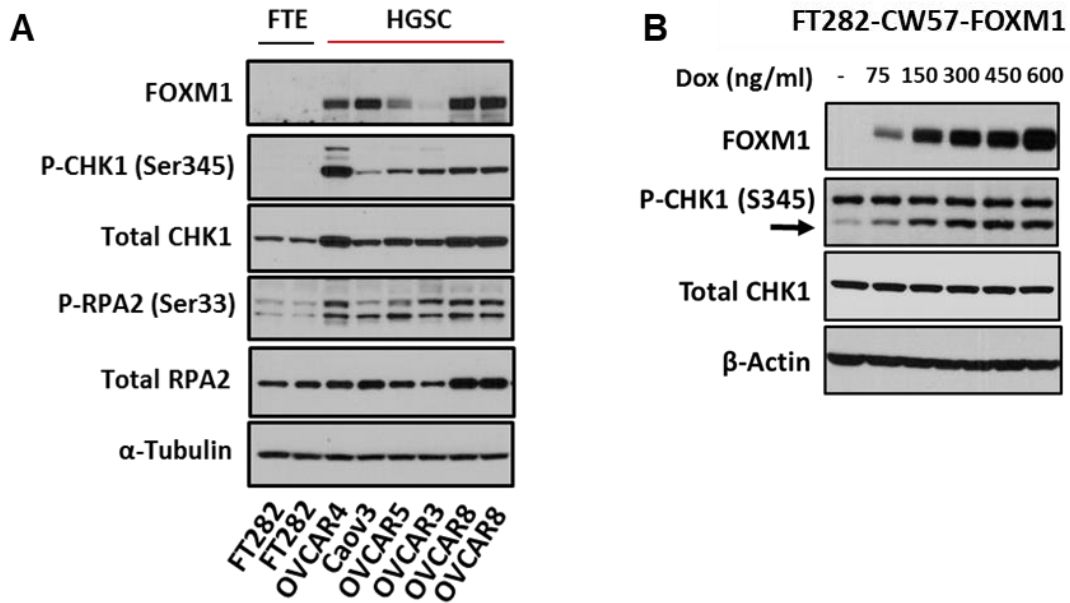 A
FTE HGSC
FOXM1
P-CHK1 (Ser345)
Total CHK1
P-RPA2 (Ser33)
Total RPA2
α-Tubulin
FT282
FT282
OVCAR4
Caov3
OVCAR5
OVCAR3
OVCAR8
OVCAR8
B
FT282-CW57-FOXM1
Dox (ng/ml) - 75 150 300 450 600
FOXM1
P-CHK1 (S345)
Total CHK1
β-Actin